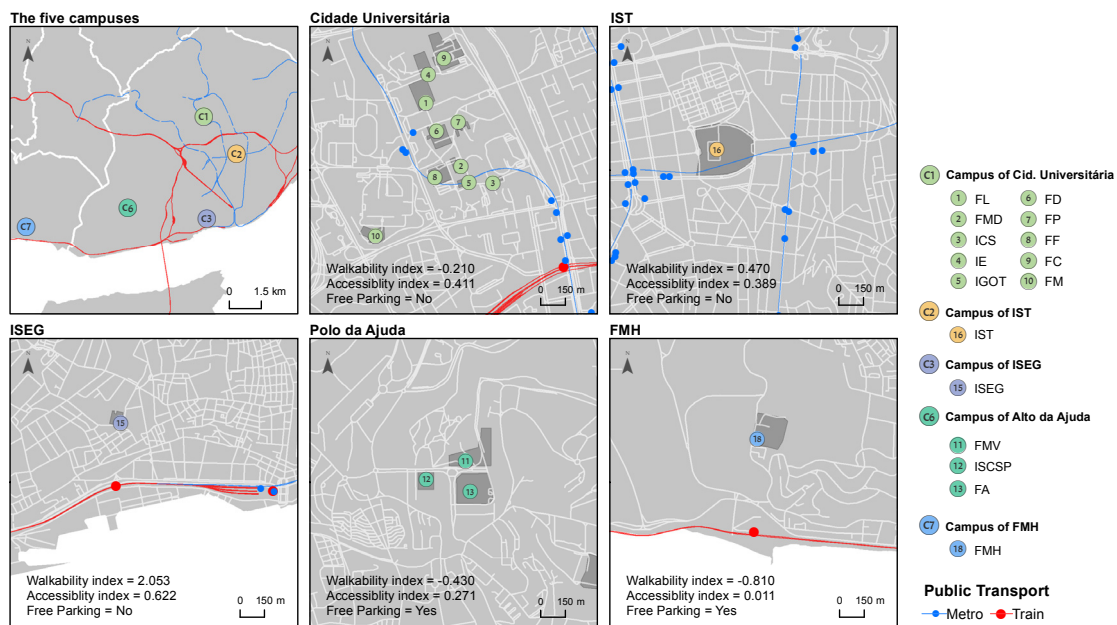 The five campuses
N
C1
C2
C3
C6
C7
0 1.5 km
Cidade Universitária
N
9
4
1
7
6
2
8
5
3
10
Walkability index = -0.210
Accessiblity index = 0.411
Free Parking = No
0 150 m
IST
N
16
Walkability index = 0.470
Accessiblity index = 0.389
Free Parking = No
0 150 m
ISEG
N
15
Walkability index = 2.053
Accessiblity index = 0.622
Free Parking = No
0 150 m
Polo da Ajuda
N
11
12
13
Walkability index = -0.430
Accessiblity index = 0.271
Free Parking = Yes
0 150 m
FMH
N
18
Walkability index = -0.810
Accessiblity index = 0.011
Free Parking = Yes
0 150 m
C1 Campus of Cid. Universitária
1 FL 6 FD
2 FMD 7 FP
3 ICS 8 FF
4 IE 9 FC
5 IGOT 10 FM
C2 Campus of IST
16 IST
C3 Campus of ISEG
15 ISEG
C6 Campus of Alto da Ajuda
11 FMV
12 ISCSP
13 FA
C7 Campus of FMH
18 FMH
Public Transport
Metro Train